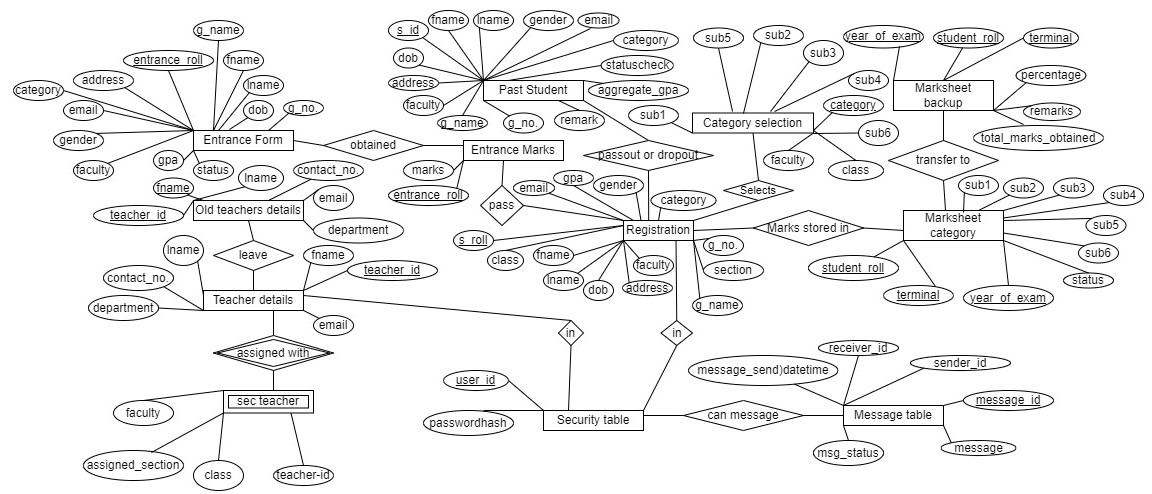 g_name
entrance_roll
fname
address
category
lname
email
dob
g_no.
gender
Entrance Form
faculty
gpa
status
obtained
s_id
fname
lname
gender
email
category
dob
statuscheck
address
Past Student
aggregate_gpa
faculty
g_name
g_no.
remark
Entrance Marks
marks
entrance_roll
pass
passout or dropout
sub5
sub2
sub3
sub4
sub1
category
Category selection
sub6
faculty
class
Selects
year_of_exam
student_roll
terminal
percentage
Marksheet
backup
remarks
total_marks_obtained
transfer to
fname
lname
contact_no.
email
teacher_id
Old teachers details
department
leave
lname
fname
contact_no.
teacher_id
department
Teacher details
email
assigned with
sec teacher
faculty
assigned_section
class
teacher-id
email
gpa
gender
category
Registration
s_roll
class
fname
lname
dob
faculty
address
g_no.
section
g_name
Marks stored in
sub1
sub2
sub3
sub4
Marksheet
category
sub5
sub6
status
student_roll
terminal
year_of_exam
in
in
user_id
passwordhash
Security table
can message
message_send)datetime
receiver_id
sender_id
message_id
Message table
msg_status
message